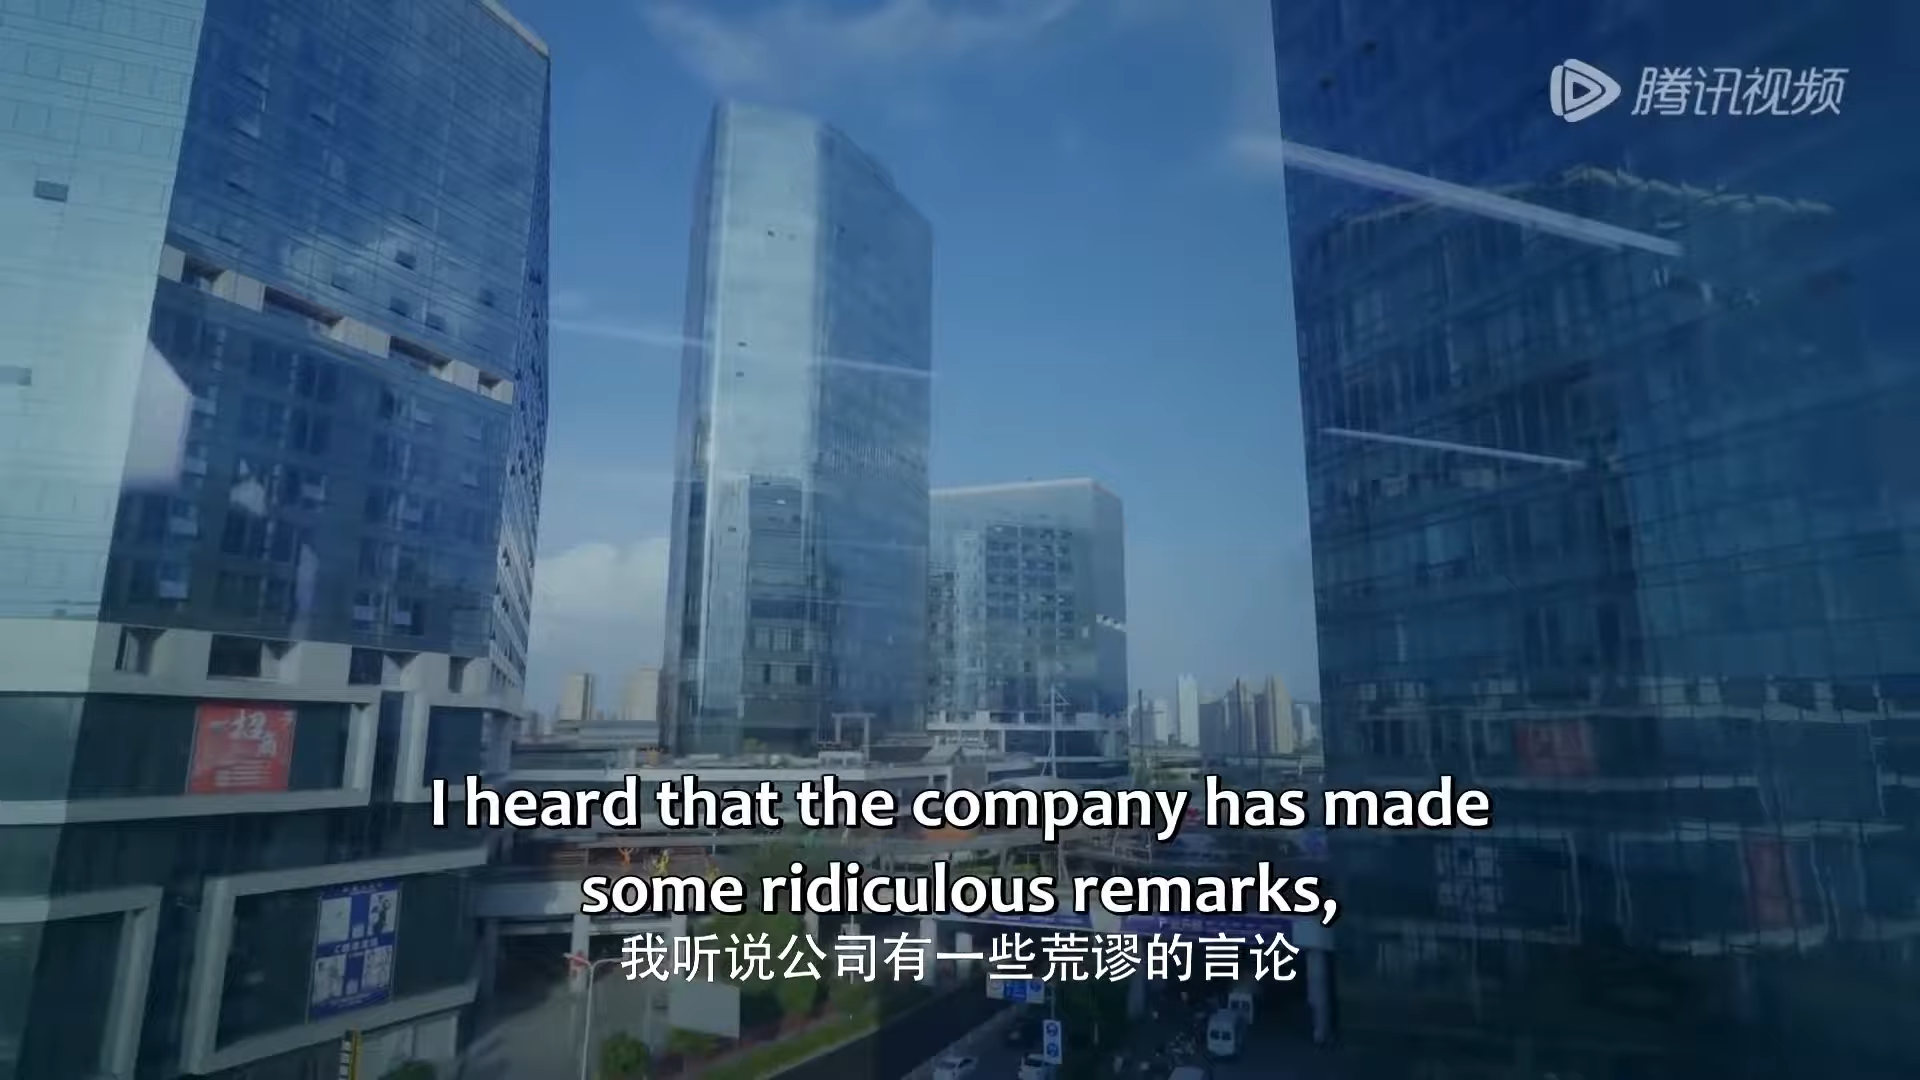 腾讯视频
招
I heard that the company has made
some ridiculous remarks,
我听说公司有一些荒谬的言论